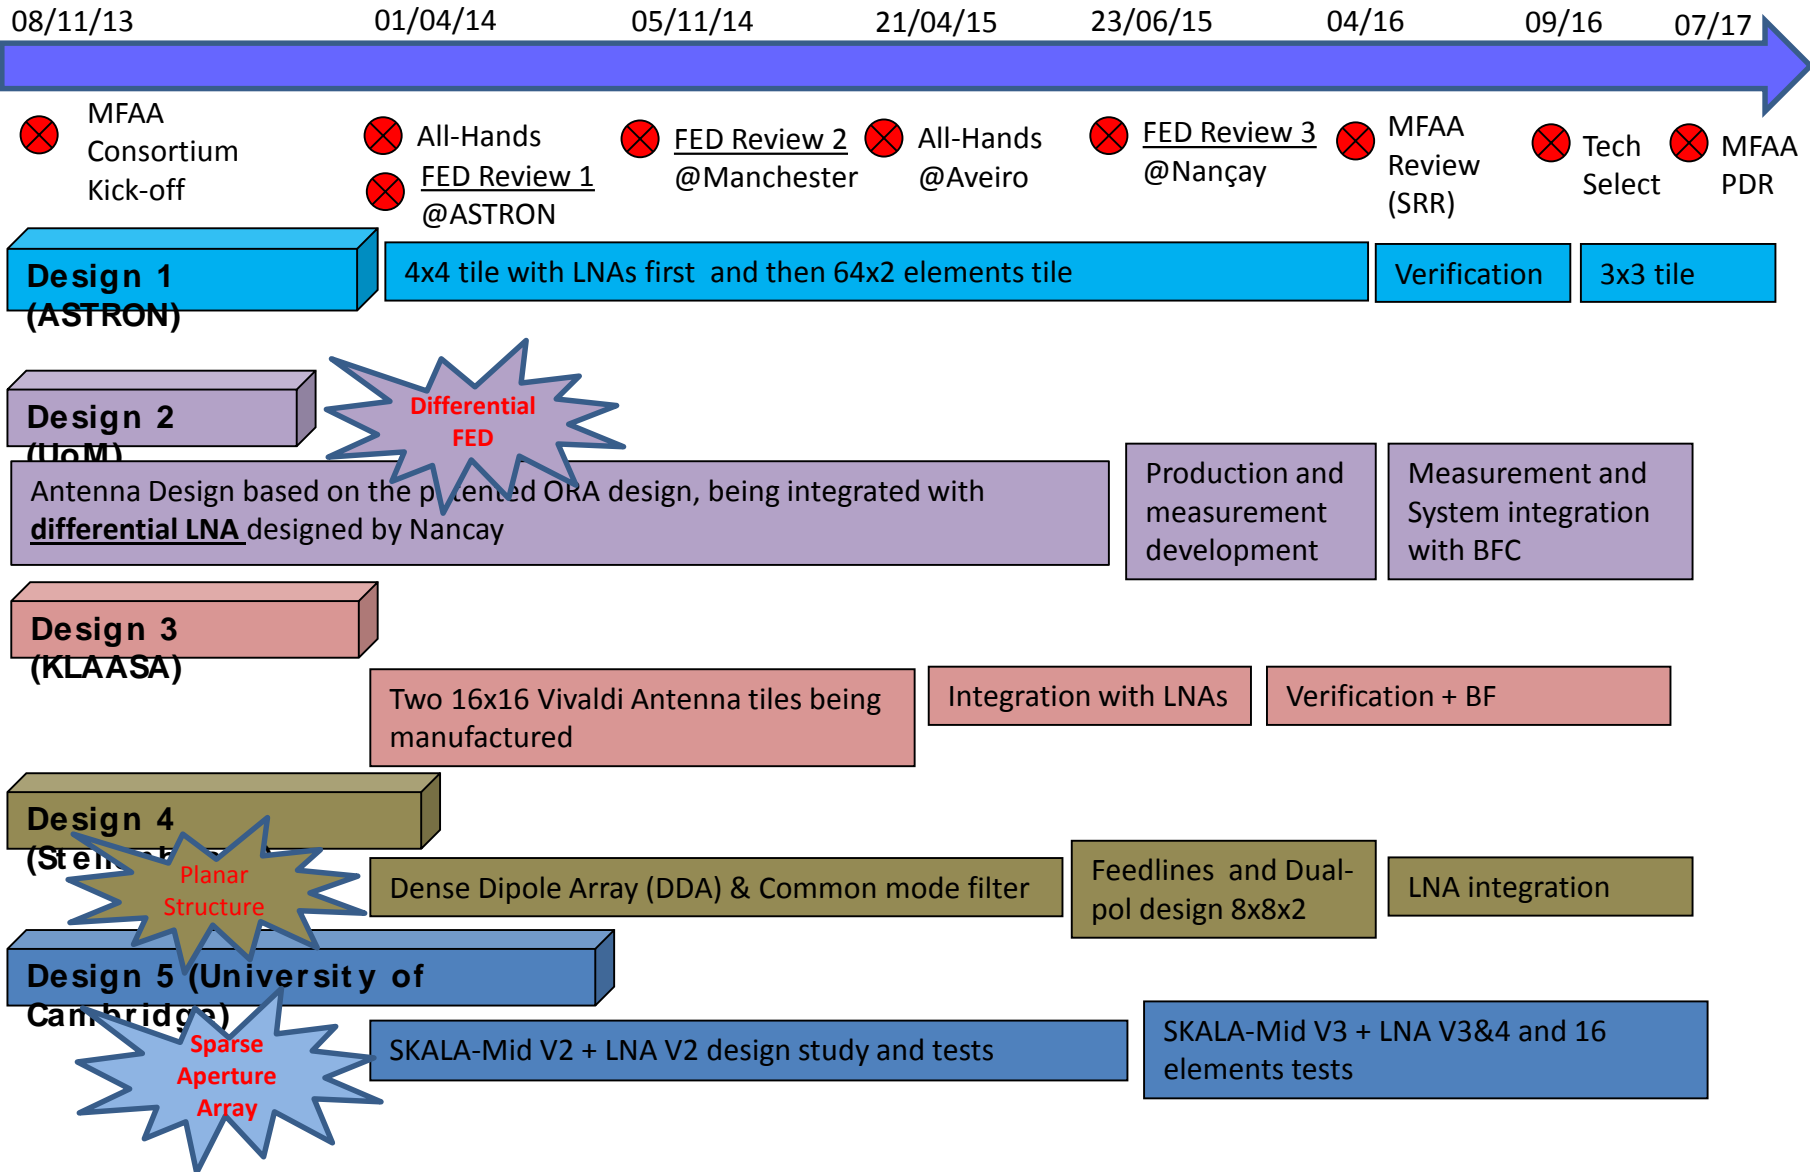 08/11/13 01/04/14 05/11/14 21/04/15 23/06/15 04/16 09/16 07/17
MFAA
Consortium
Kick-off
All-Hands
FED Review 1
@ASTRON
FED Review 2
@Manchester
All-Hands
@Aveiro
FED Review 3
@Nançay
MFAA
Review
(SRR)
Tech
Select
MFAA
PDR
Design 1
(ASTRON)
4x4 tile with LNAs first and then 64x2 elements tile
Verification
3x3 tile
Design 2
(UoM)
Differential
FED
Antenna Design based on the patented ORA design, being integrated with
differential LNA designed by Nancay
Production and
measurement
development
Measurement and
System integration
with BFC
Design 3
(KLAASA)
Two 16x16 Vivaldi Antenna tiles being
manufactured
Integration with LNAs
Verification + BF
Design 4
Planar
Structure
Dense Dipole Array (DDA) & Common mode filter
Feedlines and Dual-
pol design 8x8x2
LNA integration
Design 5 (University of
Cambridge)
Sparse
Aperture
Array
SKALA-Mid V2 + LNA V2 design study and tests
SKALA-Mid V3 + LNA V3&4 and 16
elements tests